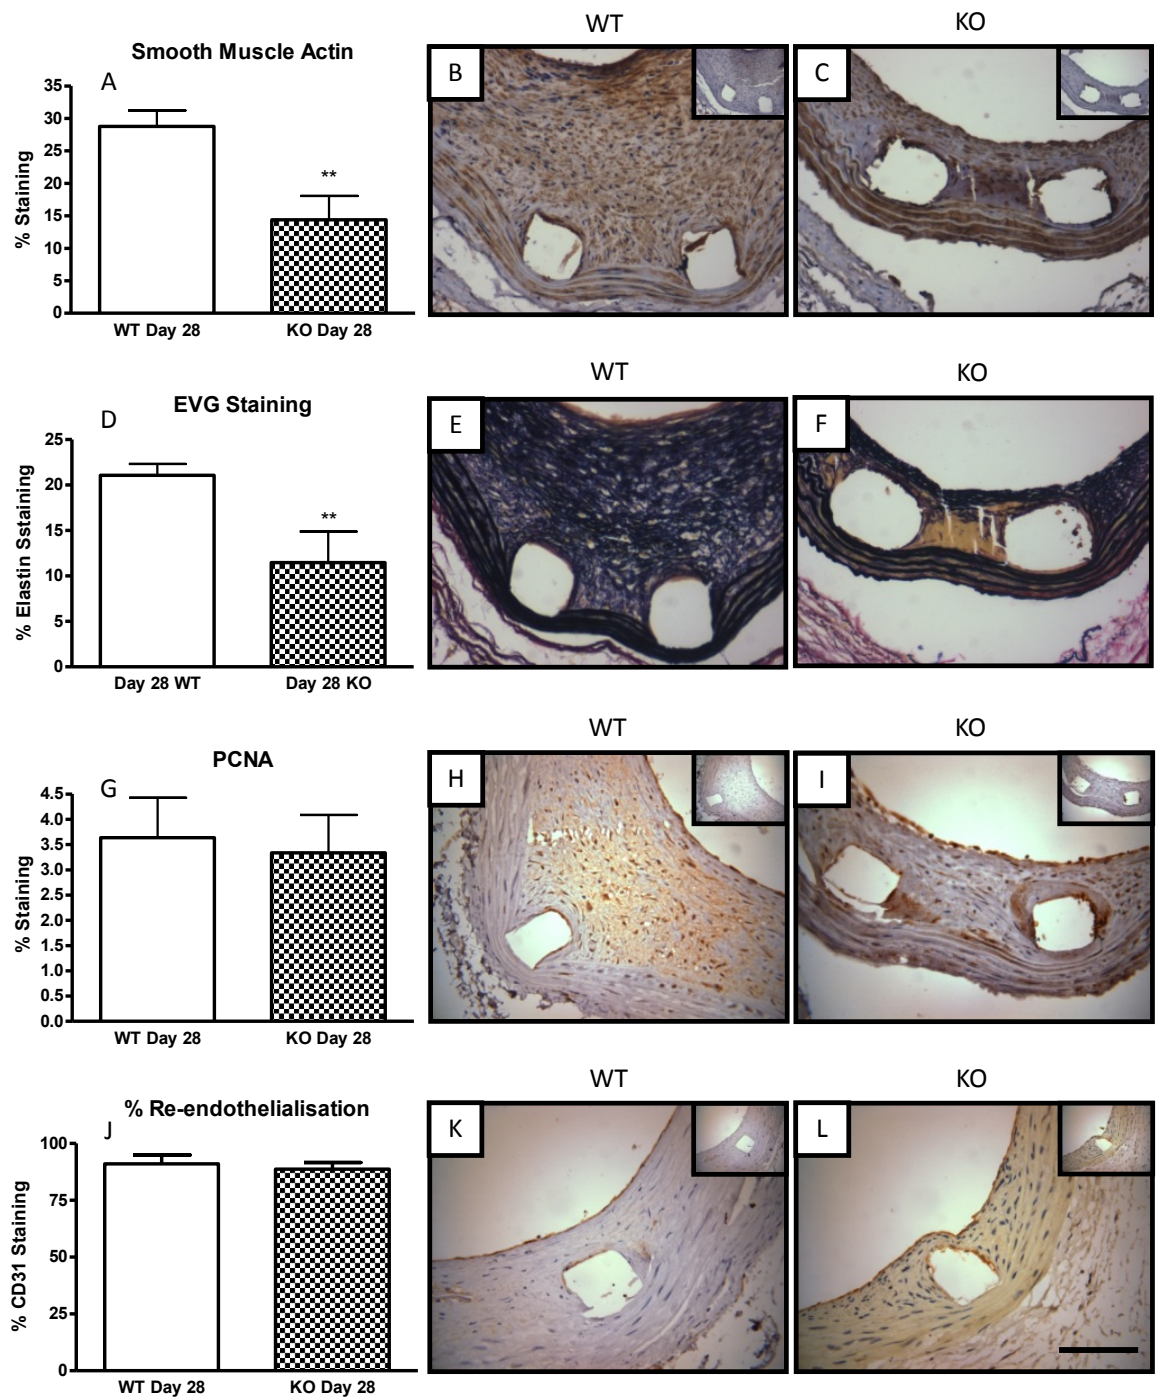 WT
KO
Smooth Muscle Actin
A
B
C
% Staining
35
30
25
20
15
10
5
0
**
WT Day 28
KO Day 28
WT
KO
EVG Staining
D
E
F
% Elastin Sstaining
25
20
15
10
5
0
**
Day 28 WT
Day 28 KO
WT
KO
PCNA
G
H
I
% Staining
4.5
4.0
3.5
3.0
2.5
2.0
1.5
1.0
0.5
0.0
WT Day 28
KO Day 28
WT
KO
% Re-endothelialisation
J
K
L
% CD31 Staining
100
75
50
25
0
WT Day 28
KO Day 28